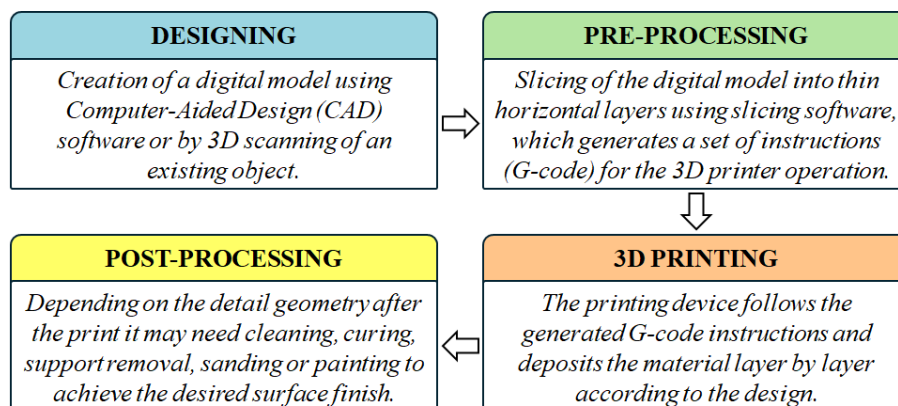 DESIGNING
Creation of a digital model using
Computer-Aided Design (CAD)
software or by 3D scanning of an
existing object.
PRE-PROCESSING
Slicing of the digital model into thin
horizontal layers using slicing software,
which generates a set of instructions
(G-code) for the 3D printer operation.
3D PRINTING
The printing device follows the
generated G-code instructions and
deposits the material layer by layer
according to the design.
POST-PROCESSING
Depending on the detail geometry after
the print it may need cleaning, curing,
support removal, sanding or painting to
achieve the desired surface finish.